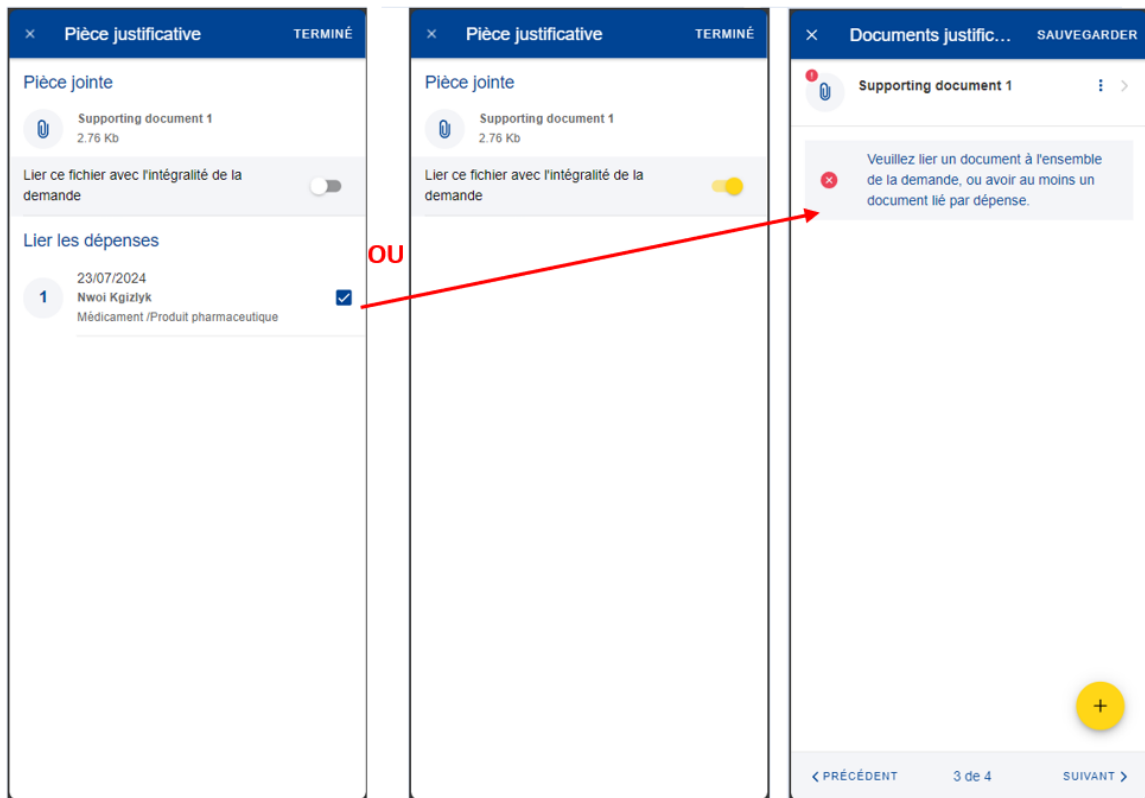 × Pièce justificative TERMINÉ
Pièce jointe
Supporting document 1
2.76 Kb
Lier ce fichier avec l'intégralité de la
demande
Lier les dépenses
1
23/07/2024
Nwoi Kgizlyk
Médicament /Produit pharmaceutique
OU
× Pièce justificative TERMINÉ
Pièce jointe
Supporting document 1
2.76 Kb
Lier ce fichier avec l'intégralité de la
demande
× Documents justific... SAUVEGARDER
! Supporting document 1
Veuillez lier un document à l'ensemble
de la demande, ou avoir au moins un
document lié par dépense.
+
< PRÉCÉDENT 3 de 4 SUIVANT >